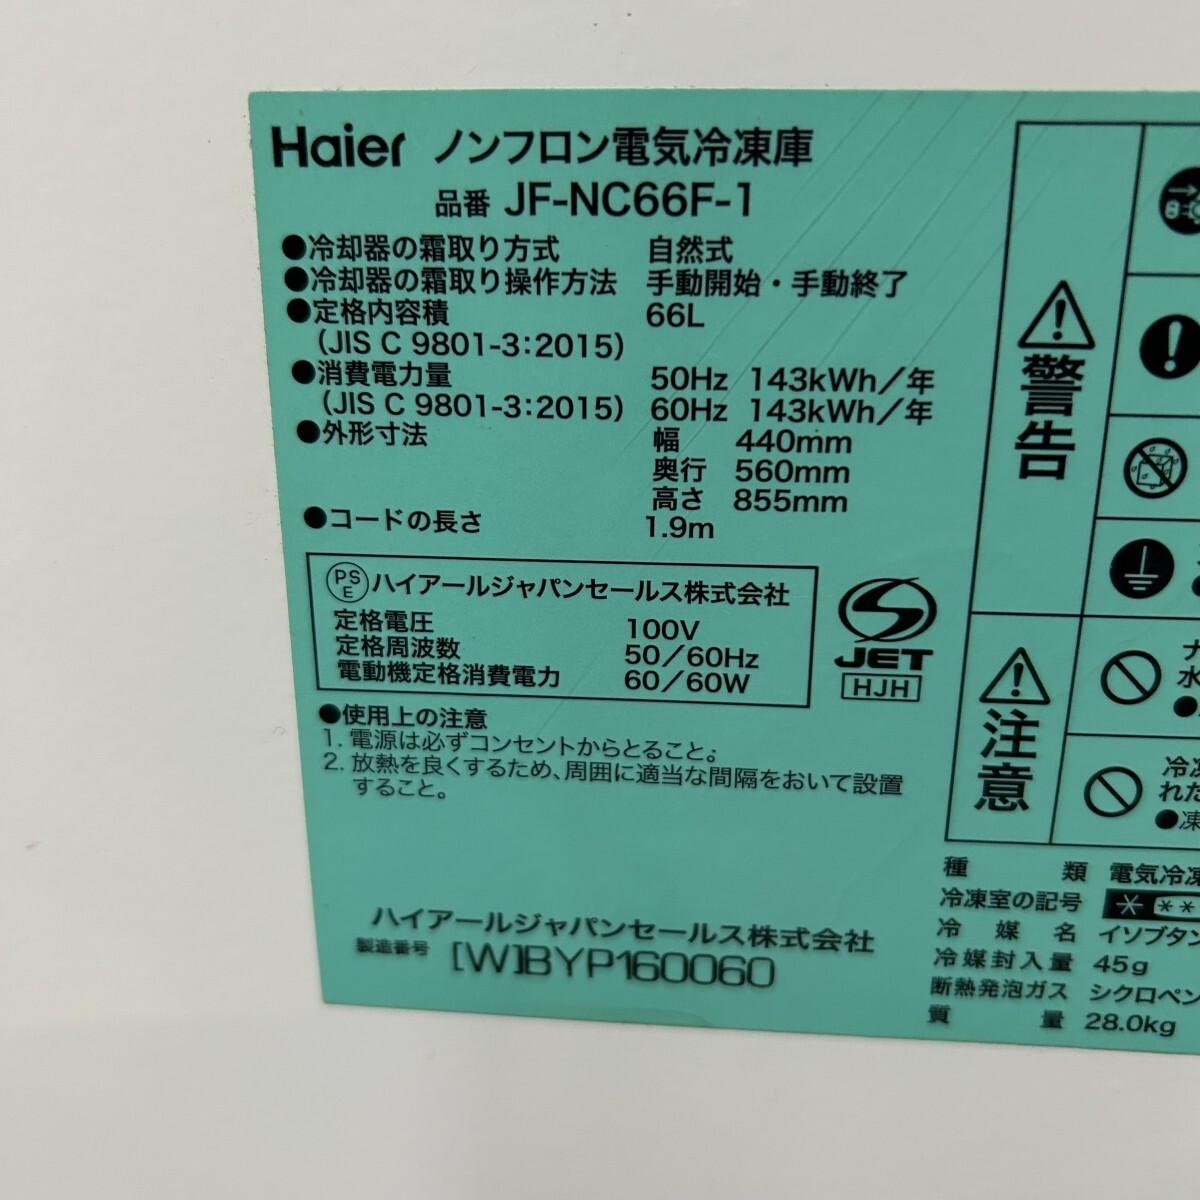 Haier ノンフロン電気冷凍庫
品番 JF-NC66F-1
●冷却器の霜取り方式 自然式
●冷却器の霜取り操作方法 手動開始・手動終了
●定格内容積 66L
(JIS C 9801-3:2015)
●消費電力量 50Hz 143kWh/年
(JIS C 9801-3:2015) 60Hz 143kWh/年
●外形寸法 幅 440mm
奥行 560mm
高さ 855mm
●コードの長さ 1.9m
PSE ハイアールジャパンセールス株式会社
定格電圧 100V
定格周波数 50/60Hz
電動機定格消費電力 60/60W
JET
HJH
●使用上の注意
1. 電源は必ずコンセントからとること。
2. 放熱を良くするため、周囲に適当な間隔をおいて設置
すること。
ハイアールジャパンセールス株式会社
製造番号 [W]BYP160060
警告
注意
ナ
水
冷凍
れた
●凍
種類 電気冷凍
冷凍室の記号 ***
冷媒名 イソブタン
冷媒封入量 45g
断熱発泡ガス シクロペン
質量 28.0kg